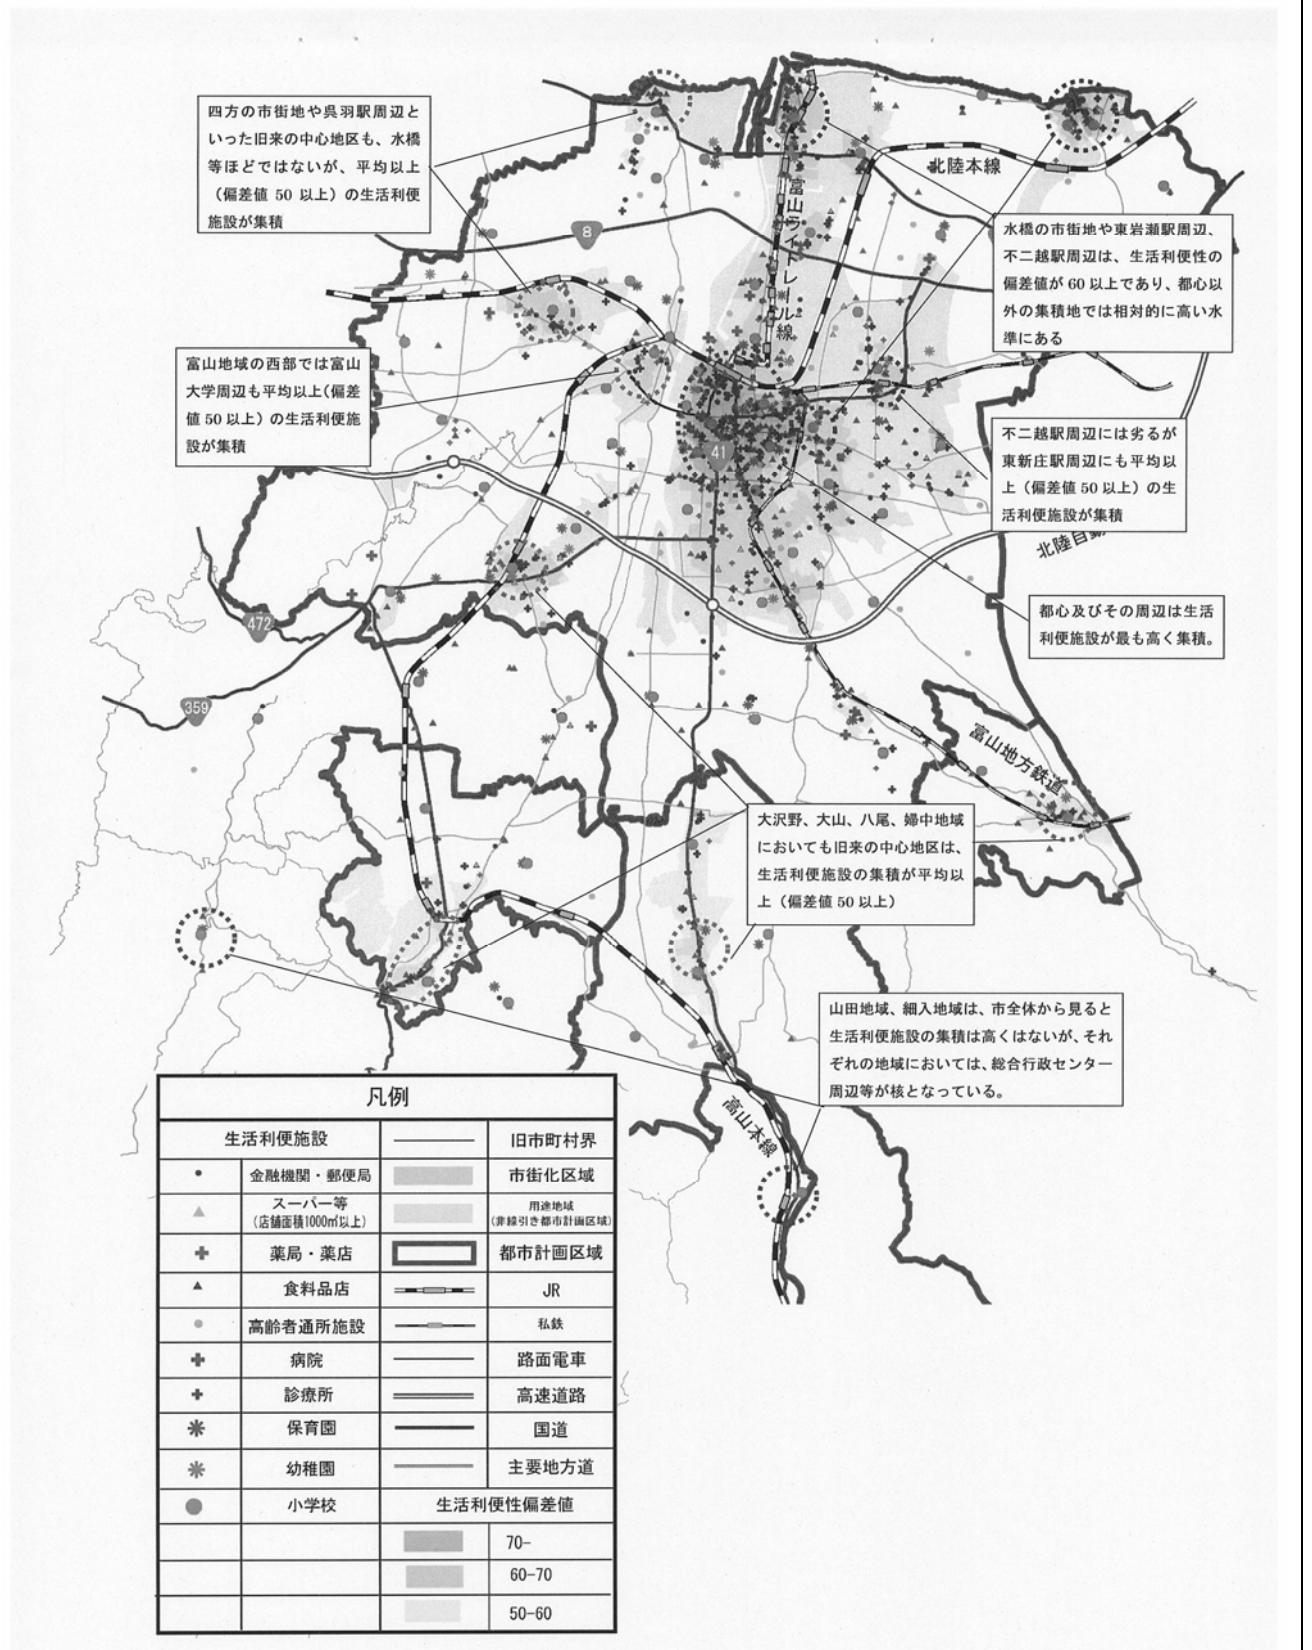 四方の市街地や呉羽駅周辺と
いった旧来の中心地区も、水橋
等ほどではないが、平均以上
（偏差値 50 以上）の生活利便
施設が集積
北陸本線
富山ライトレール線
8
水橋の市街地や東岩瀬駅周辺、
不二越駅周辺は、生活利便性の
偏差値が 60 以上であり、都心以
外の集積地では相対的に高い水
準にある
富山地域の西部では富山
大学周辺も平均以上（偏差
値 50 以上）の生活利便施
設が集積
41
不二越駅周辺には劣るが
東新庄駅周辺にも平均以
上（偏差値 50 以上）の生
活利便施設が集積
北陸自動
都心及びその周辺は生活
利便施設が最も高く集積。
472
359
富山地方鉄道
大沢野、大山、八尾、婦中地域
においても旧来の中心地区は、
生活利便施設の集積が平均以
上（偏差値 50 以上）
山田地域、細入地域は、市全体から見ると
生活利便施設の集積は高くはないが、それ
ぞれの地域においては、総合行政センター
周辺等が核となっている。
高山本線
凡例
生活利便施設 旧市町村界
金融機関・郵便局 市街化区域
スーパー等 用途地域
（店舗面積1000㎡以上） （非線引き都市計画区域）
薬局・薬店 都市計画区域
食料品店 JR
高齢者通所施設 私鉄
病院 路面電車
診療所 高速道路
保育園 国道
幼稚園 主要地方道
小学校 生活利便性偏差値
70-
60-70
50-60